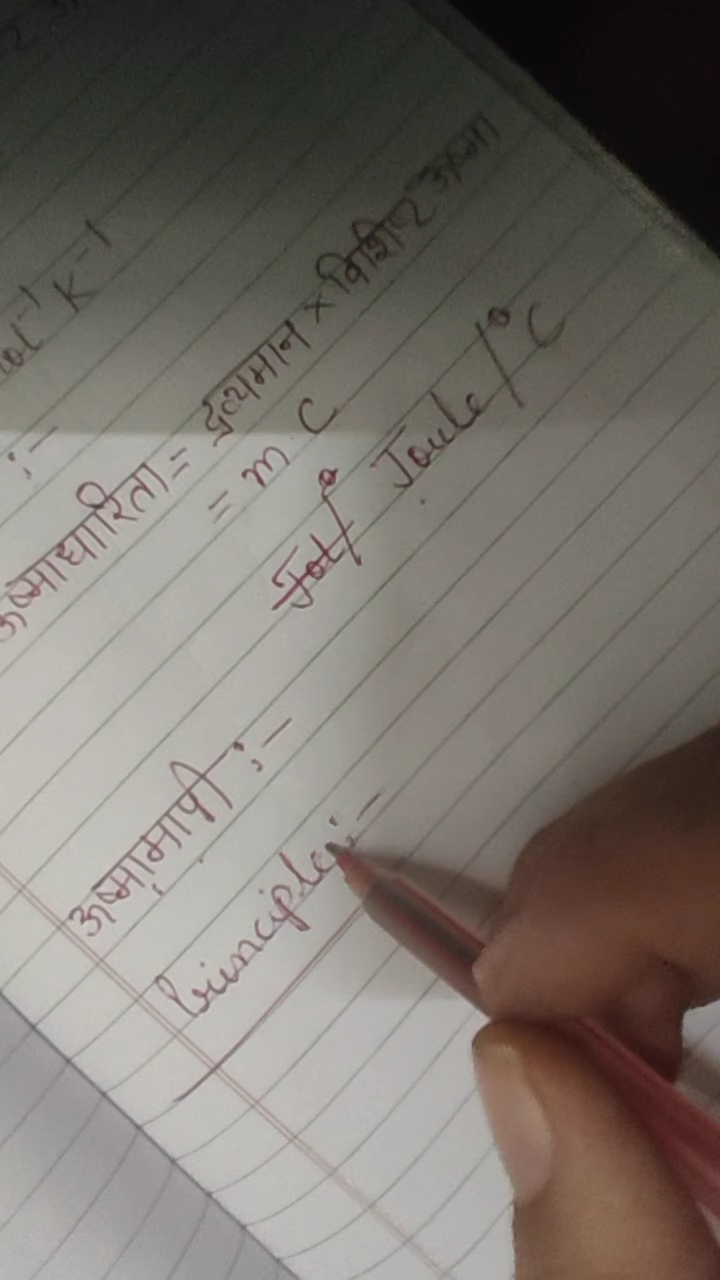 K⁻¹
:-
ऊष्माधारिता = द्रव्यमान × विशिष्ट ऊष्मा
= m C
Joule/°C
ऊष्मामापी :-
Principle :-